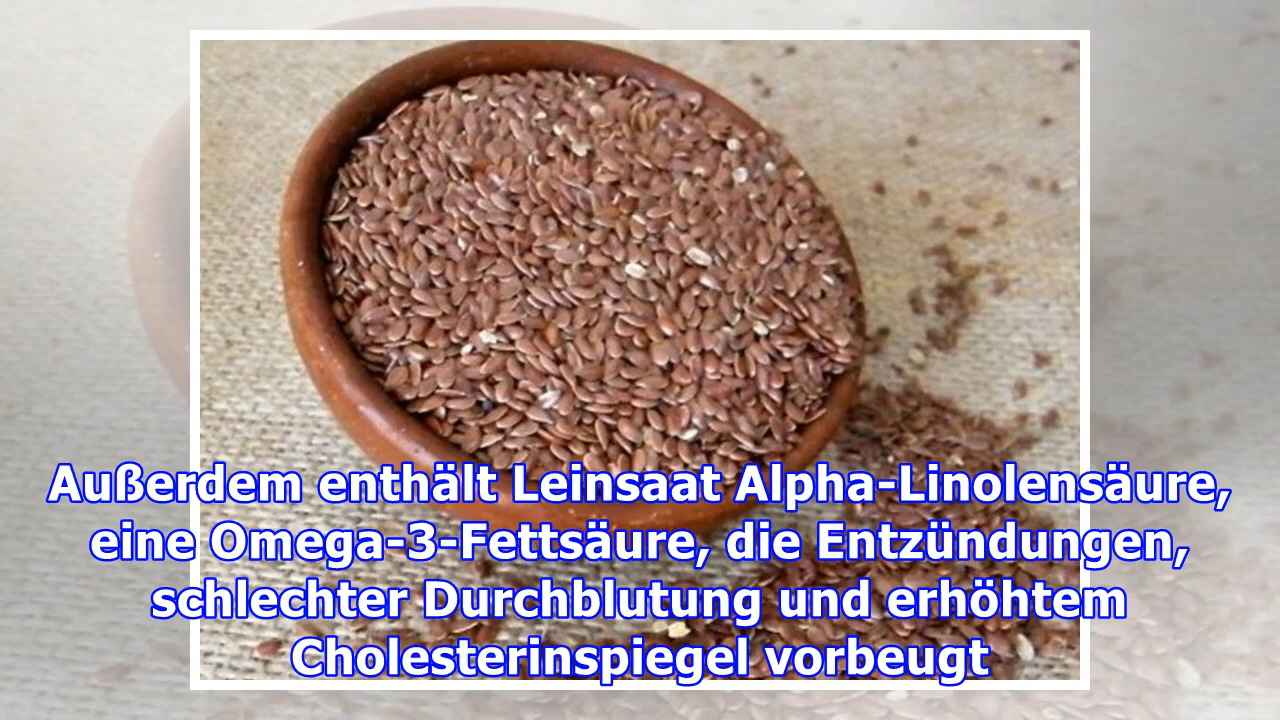 Außerdem enthält Leinsaat Alpha-Linolensäure,
eine Omega-3-Fettsäure, die Entzündungen,
schlechter Durchblutung und erhöhtem
Cholesterinspiegel vorbeugt